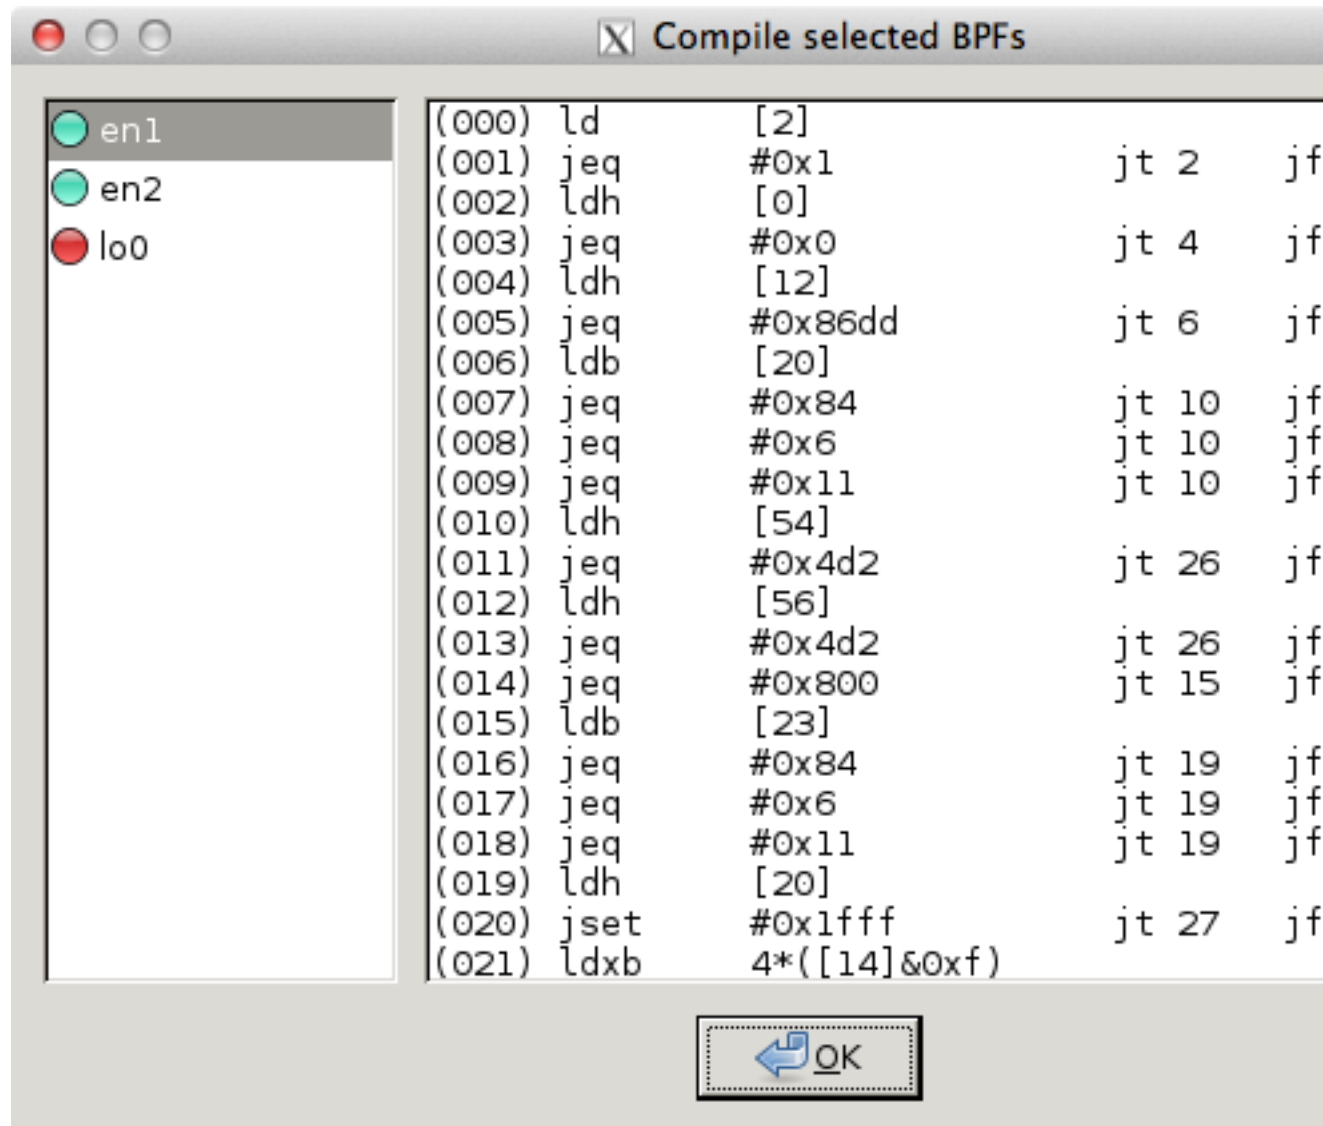 Compile selected BPFs
en1
en2
lo0
(000) ld [2]
(001) jeq #0x1 jt 2 jf
(002) ldh [0]
(003) jeq #0x0 jt 4 jf
(004) ldh [12]
(005) jeq #0x86dd jt 6 jf
(006) ldb [20]
(007) jeq #0x84 jt 10 jf
(008) jeq #0x6 jt 10 jf
(009) jeq #0x11 jt 10 jf
(010) ldh [54]
(011) jeq #0x4d2 jt 26 jf
(012) ldh [56]
(013) jeq #0x4d2 jt 26 jf
(014) jeq #0x800 jt 15 jf
(015) ldb [23]
(016) jeq #0x84 jt 19 jf
(017) jeq #0x6 jt 19 jf
(018) jeq #0x11 jt 19 jf
(019) ldh [20]
(020) jset #0x1fff jt 27 jf
(021) ldxb 4*([14]&0xf)
OK